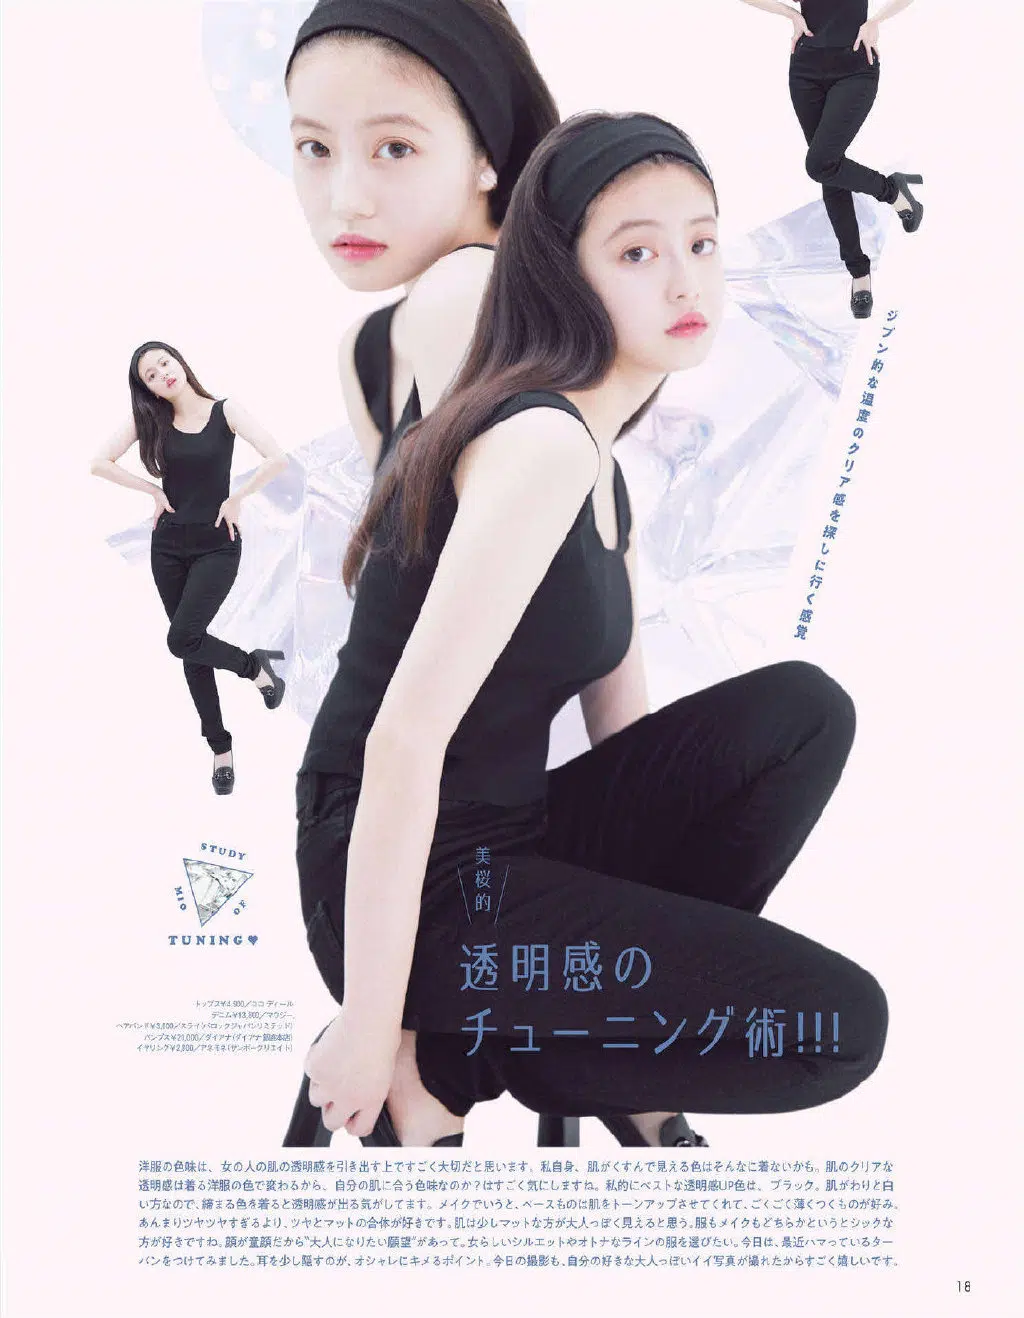 ジブン的な温度のクリア感を探しに行く感覚
STUDY
OF
MIO
TUNING♥
美桜的
透明感の
チューニング術!!!
トップス¥4,900/ココ ディール
デニム¥13,800/マウジー、
ヘアバンド¥3,800/スライ(バロックジャパンリミテッド)
パンプス¥20,000/ダイアナ(ダイアナ 銀座本店)
イヤリング¥2,800/アネモネ(サンポークリエイト)
洋服の色味は、女の人の肌の透明感を引き出す上ですごく大切だと思います。私自身、肌がくすんで見える色はそんなに着ないかも。肌のクリアな
透明感は着る洋服の色で変わるから、自分の肌に合う色味なのか?はすごく気にしますね。私的にベストな透明感UP色は、ブラック。肌がわりと白
い方なので、締まる色を着ると透明感が出る気がしてます。メイクでいうと、ベースものは肌をトーンアップさせてくれて、ごくごく薄くつくものが好み。
あんまりツヤツヤすぎるより、ツヤとマットの合体が好きです。肌は少しマットな方が大人っぽく見えると思う。服もメイクもどちらかというとシックな
方が好きですね。顔が童顔だから“大人になりたい願望”があって。女らしいシルエットやオトナなラインの服を選びたい。今日は、最近ハマっているター
バンをつけてみました。耳を少し隠すのが、オシャレにキメるポイント。今日の撮影も、自分の好きな大人っぽいイイ写真が撮れたからすごく嬉しいです。
18